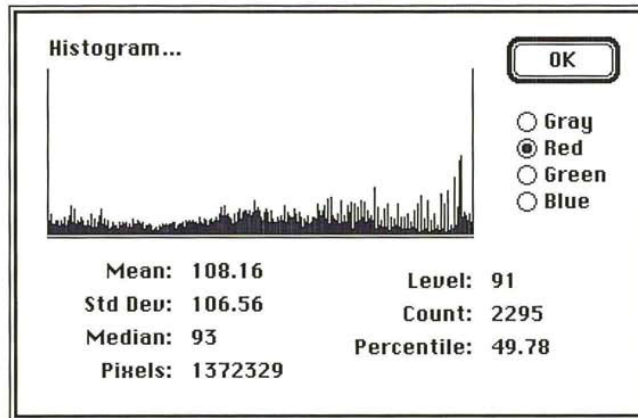 Histogram...
OK
Gray
Red
Green
Blue
Mean: 108.16
Std Dev: 106.56
Median: 93
Pixels: 1372329
Level: 91
Count: 2295
Percentile: 49.78